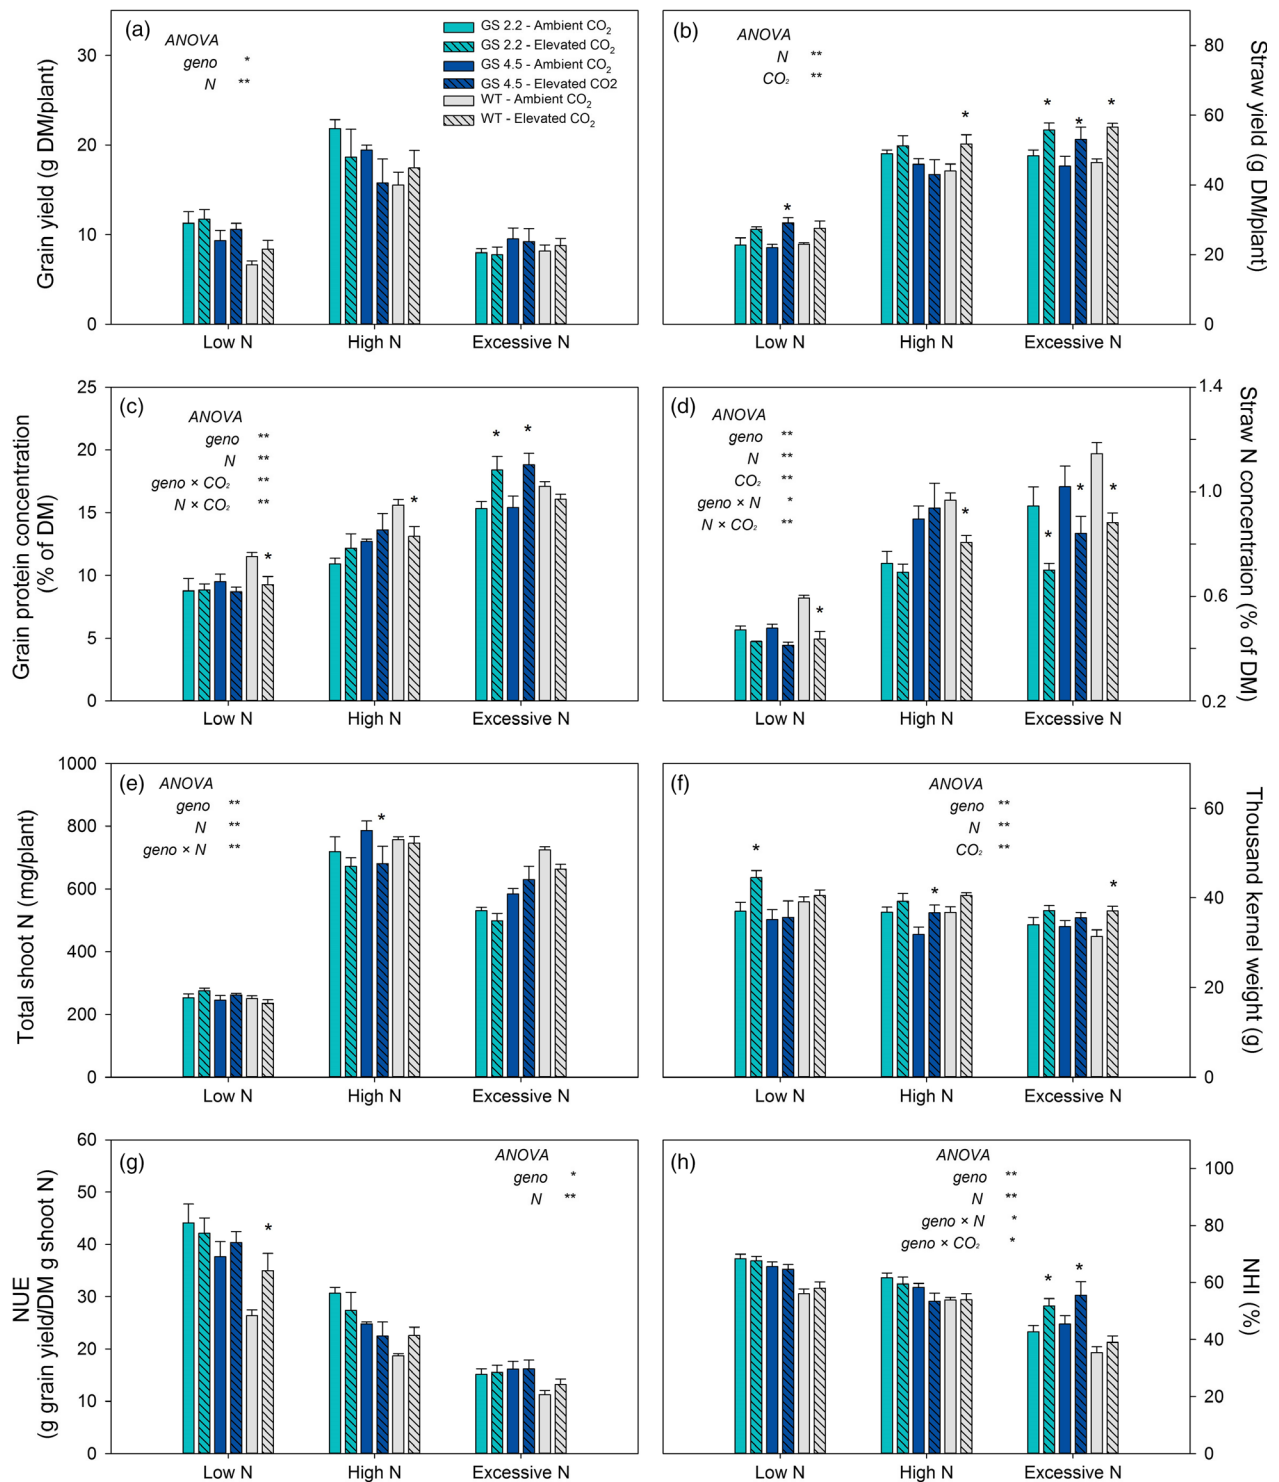 (a)
ANOVA
geno *
N **
GS 2.2 - Ambient CO2
GS 2.2 - Elevated CO2
GS 4.5 - Ambient CO2
GS 4.5 - Elevated CO2
WT - Ambient CO2
WT - Elevated CO2
Grain yield (g DM/plant)
30
20
10
0
* 
Low N
High N
Excessive N
(b)
ANOVA
N **
CO2 **
Straw yield (g DM/plant)
80
60
40
20
0
*
*
* * *
Low N
High N
Excessive N
(c)
ANOVA
geno **
N **
geno × CO2 **
N × CO2 **
Grain protein concentration
(% of DM)
25
20
15
10
5
0
*
*
* *
Low N
High N
Excessive N
(d)
ANOVA
geno **
N **
CO2 **
geno × N *
N × CO2 **
Straw N concentraion (% of DM)
1.4
1.0
0.6
0.2
*
*
* * *
Low N
High N
Excessive N
(e)
ANOVA
geno **
N **
geno × N **
Total shoot N (mg/plant)
1000
800
600
400
200
0
*
Low N
High N
Excessive N
(f)
ANOVA
geno **
N **
CO2 **
Thousand kernel weight (g)
60
40
20
0
*
*
*
Low N
High N
Excessive N
(g)
ANOVA
geno *
N **
NUE
(g grain yield/DM g shoot N)
60
50
40
30
20
10
0
*
Low N
High N
Excessive N
(h)
ANOVA
geno **
N **
geno × N *
geno × CO2 *
NHI (%)
100
80
60
40
20
0
* *
Low N
High N
Excessive N